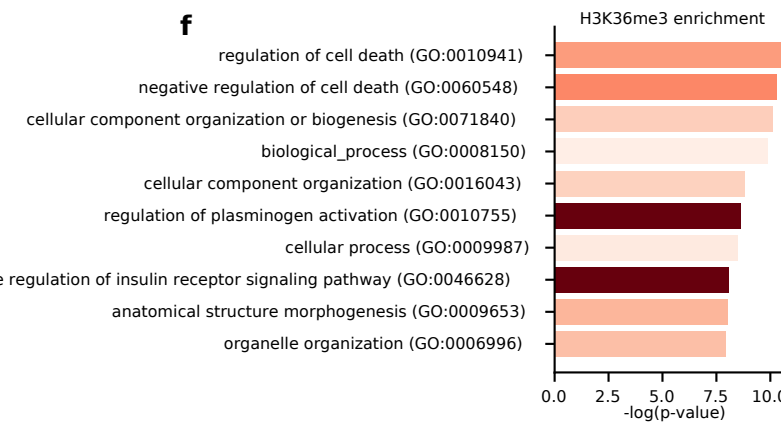 f
H3K36me3 enrichment
regulation of cell death (GO:0010941)
negative regulation of cell death (GO:0060548)
cellular component organization or biogenesis (GO:0071840)
biological_process (GO:0008150)
cellular component organization (GO:0016043)
regulation of plasminogen activation (GO:0010755)
cellular process (GO:0009987)
regulation of insulin receptor signaling pathway (GO:0046628)
anatomical structure morphogenesis (GO:0009653)
organelle organization (GO:0006996)
0.0 2.5 5.0 7.5 10.0
-log(p-value)